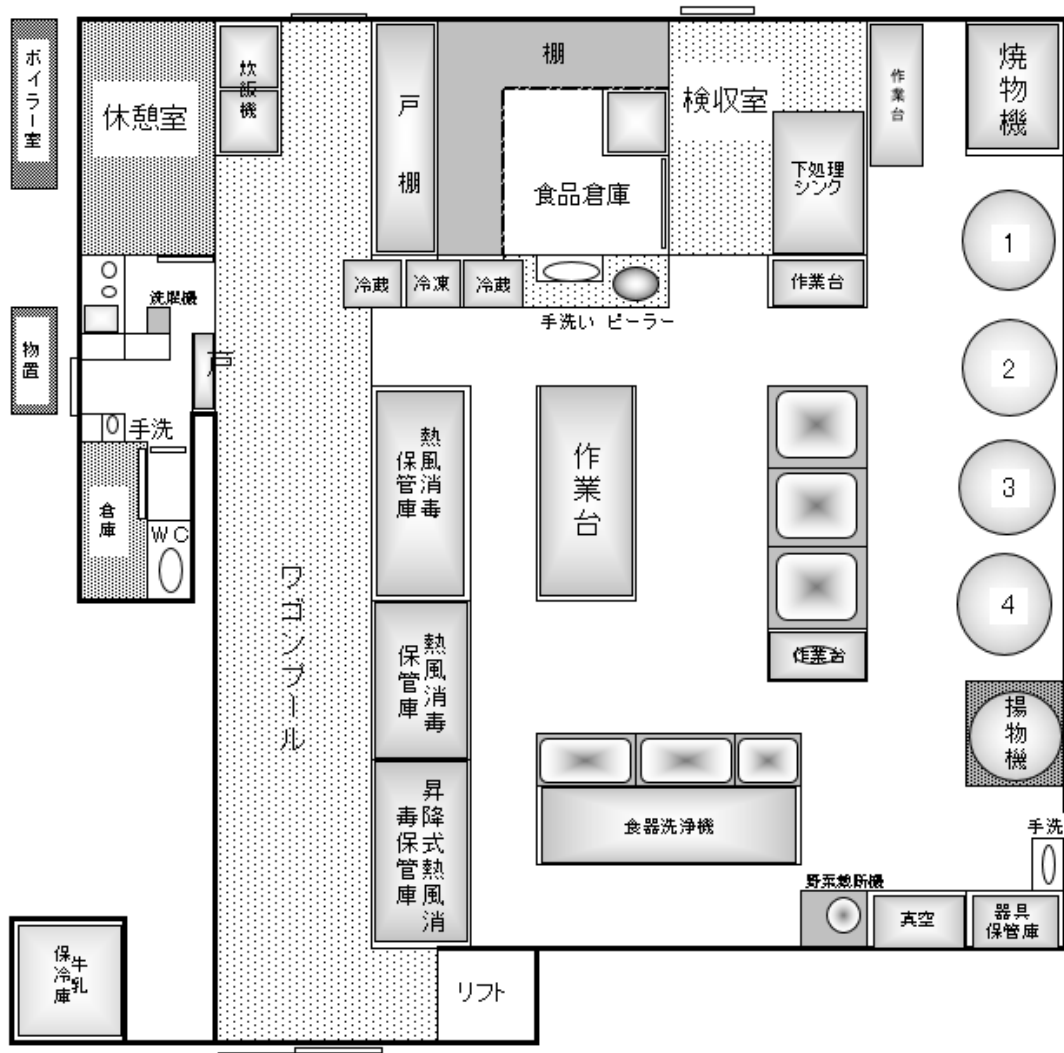 ボイラー室
休憩室
炊飯機
戸棚
棚
検収室
作業台
焼物機
食品倉庫
下処理
シンク
1
冷蔵
冷凍
冷蔵
作業台
洗濯機
手洗い
ピーラー
物置
戸
2
手洗
熱風消毒
保管庫
作業台
3
倉庫
WC
ワゴンプール
4
熱風消毒
保管庫
作業台
揚物機
昇降式熱風消
毒保管庫
食器洗浄機
手洗
野菜裁断機
真空
器具
保管庫
牛乳
保冷庫
リフト